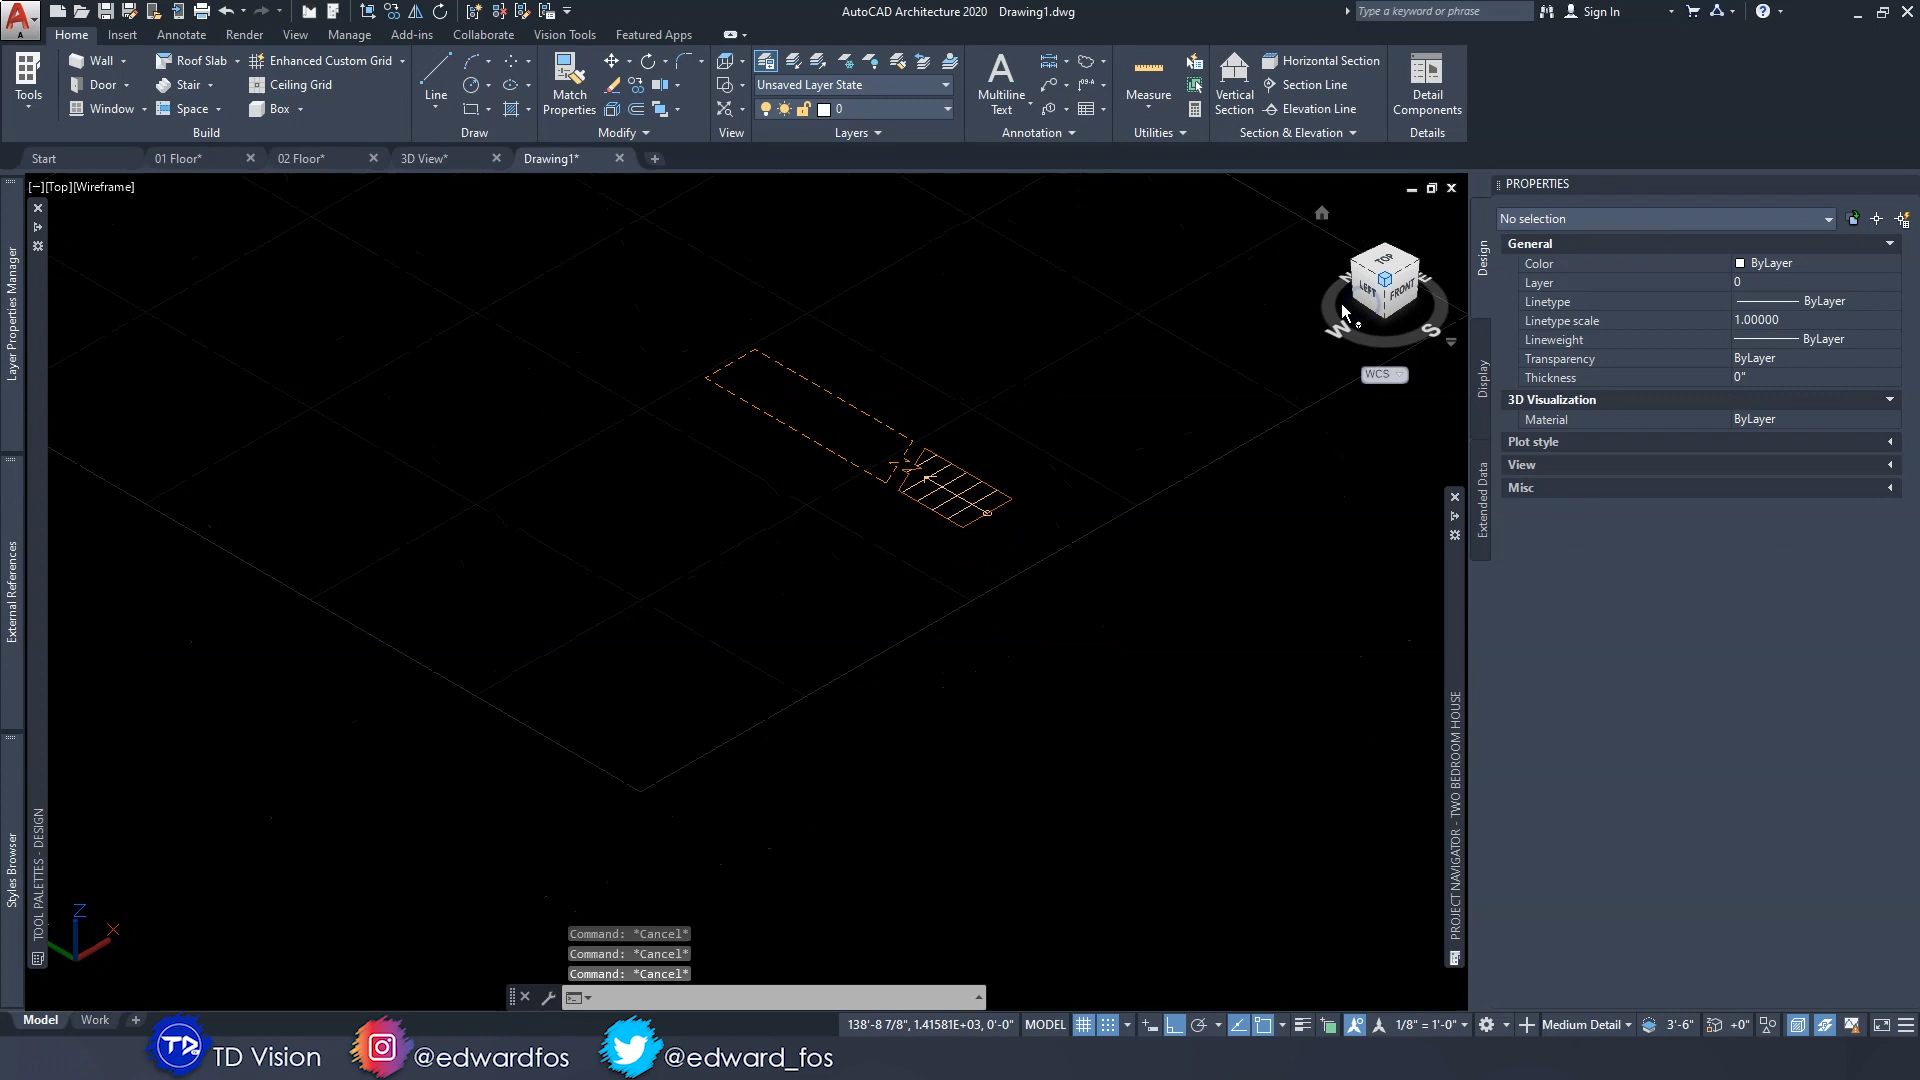 AutoCAD Architecture 2020 Drawing1.dwg
Type a keyword or phrase
Sign In
Home Insert Annotate Render View Manage Add-ins Collaborate Vision Tools Featured Apps
Tools
Wall
Door
Window
Roof Slab
Stair
Space
Enhanced Custom Grid
Ceiling Grid
Box
Build
Line
Draw
Match
Properties
Modify
View
Unsaved Layer State
0
Layers
Multiline
Text
Annotation
Measure
Utilities
Vertical
Section
Horizontal Section
Section Line
Elevation Line
Section & Elevation
Detail
Components
Details
Start 01 Floor* 02 Floor* 3D View* Drawing1*
[−][Top][Wireframe]
Layer Properties Manager
External References
Styles Browser
TOOL PALETTES - DESIGN
TOP
LEFT FRONT
N E
W S
WCS
PROJECT NAVIGATOR - TWO BEDROOM HOUSE
Design
Display
Extended Data
PROPERTIES
No selection
General
Color ByLayer
Layer 0
Linetype ByLayer
Linetype scale 1.00000
Lineweight ByLayer
Transparency ByLayer
Thickness 0"
3D Visualization
Material ByLayer
Plot style
View
Misc
Z
X
Command: *Cancel*
Command: *Cancel*
Command: *Cancel*
Model Work
138'-8 7/8", 1.41581E+03, 0'-0" MODEL 1/8" = 1'-0" Medium Detail 3'-6" +0"
TD TD Vision @edwardfos @edward_fos